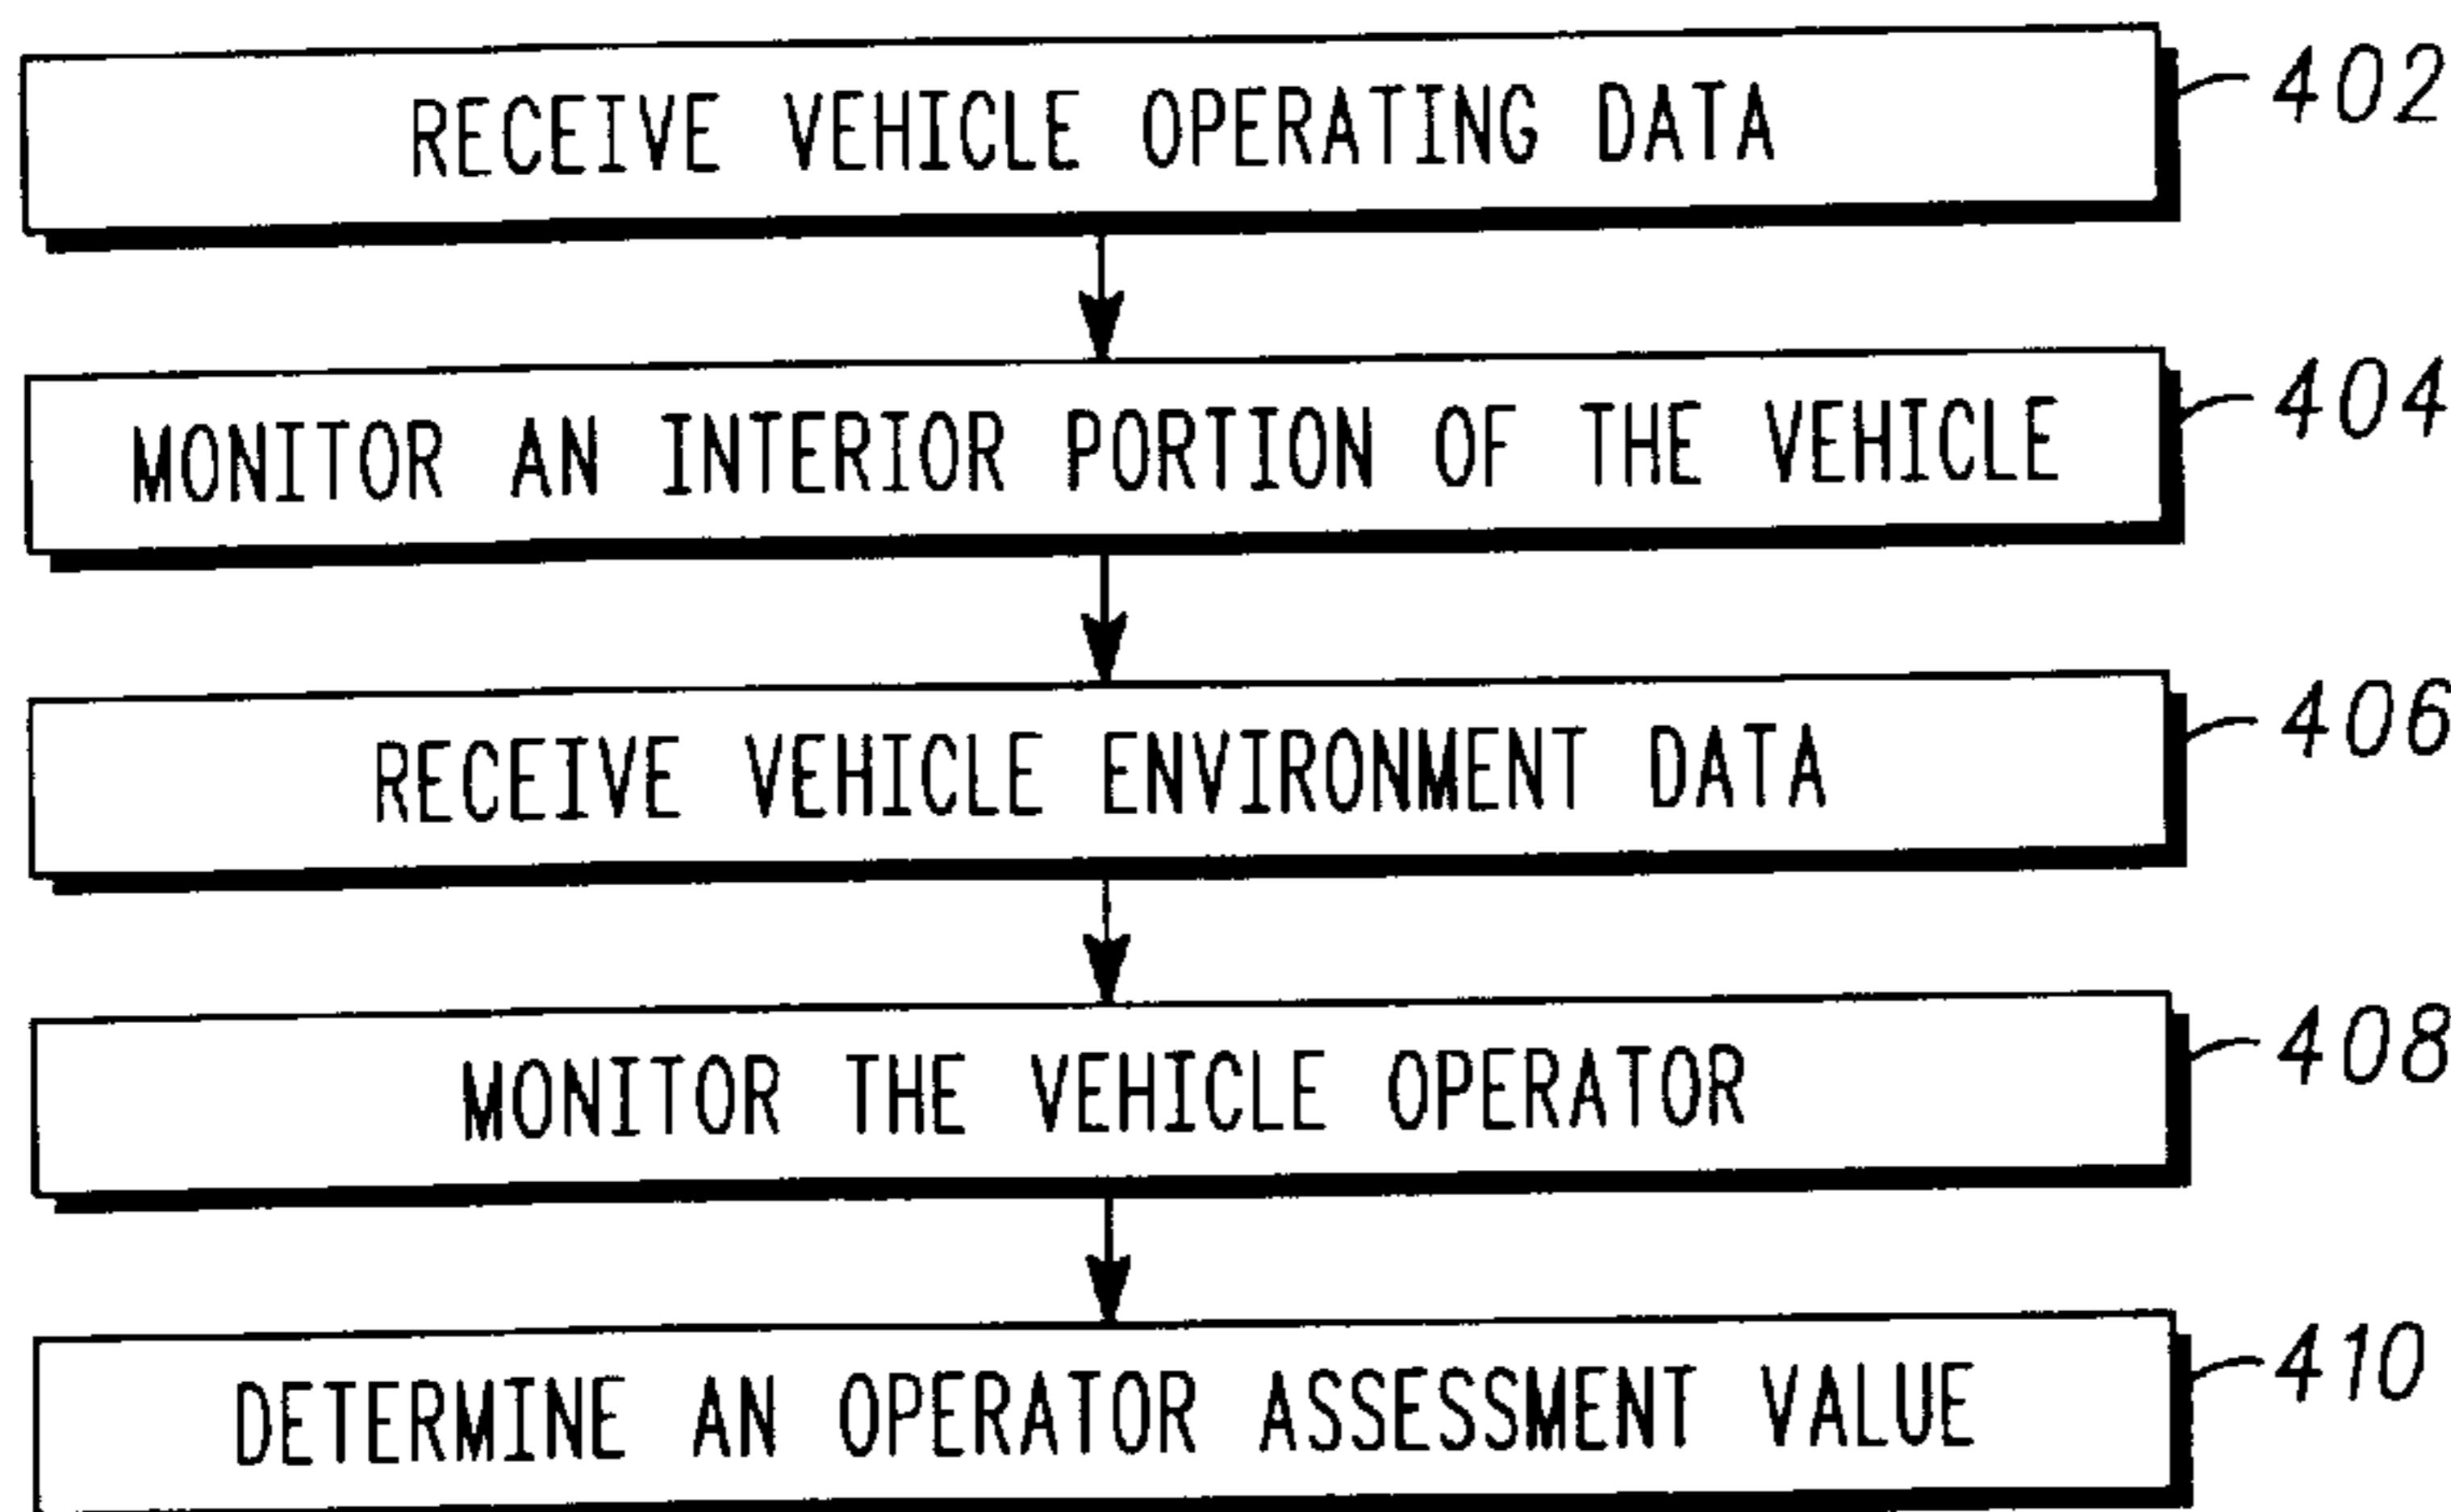 RECEIVE VEHICLE OPERATING DATA 402
MONITOR AN INTERIOR PORTION OF THE VEHICLE 404
RECEIVE VEHICLE ENVIRONMENT DATA 406
MONITOR THE VEHICLE OPERATOR 408
DETERMINE AN OPERATOR ASSESSMENT VALUE 410